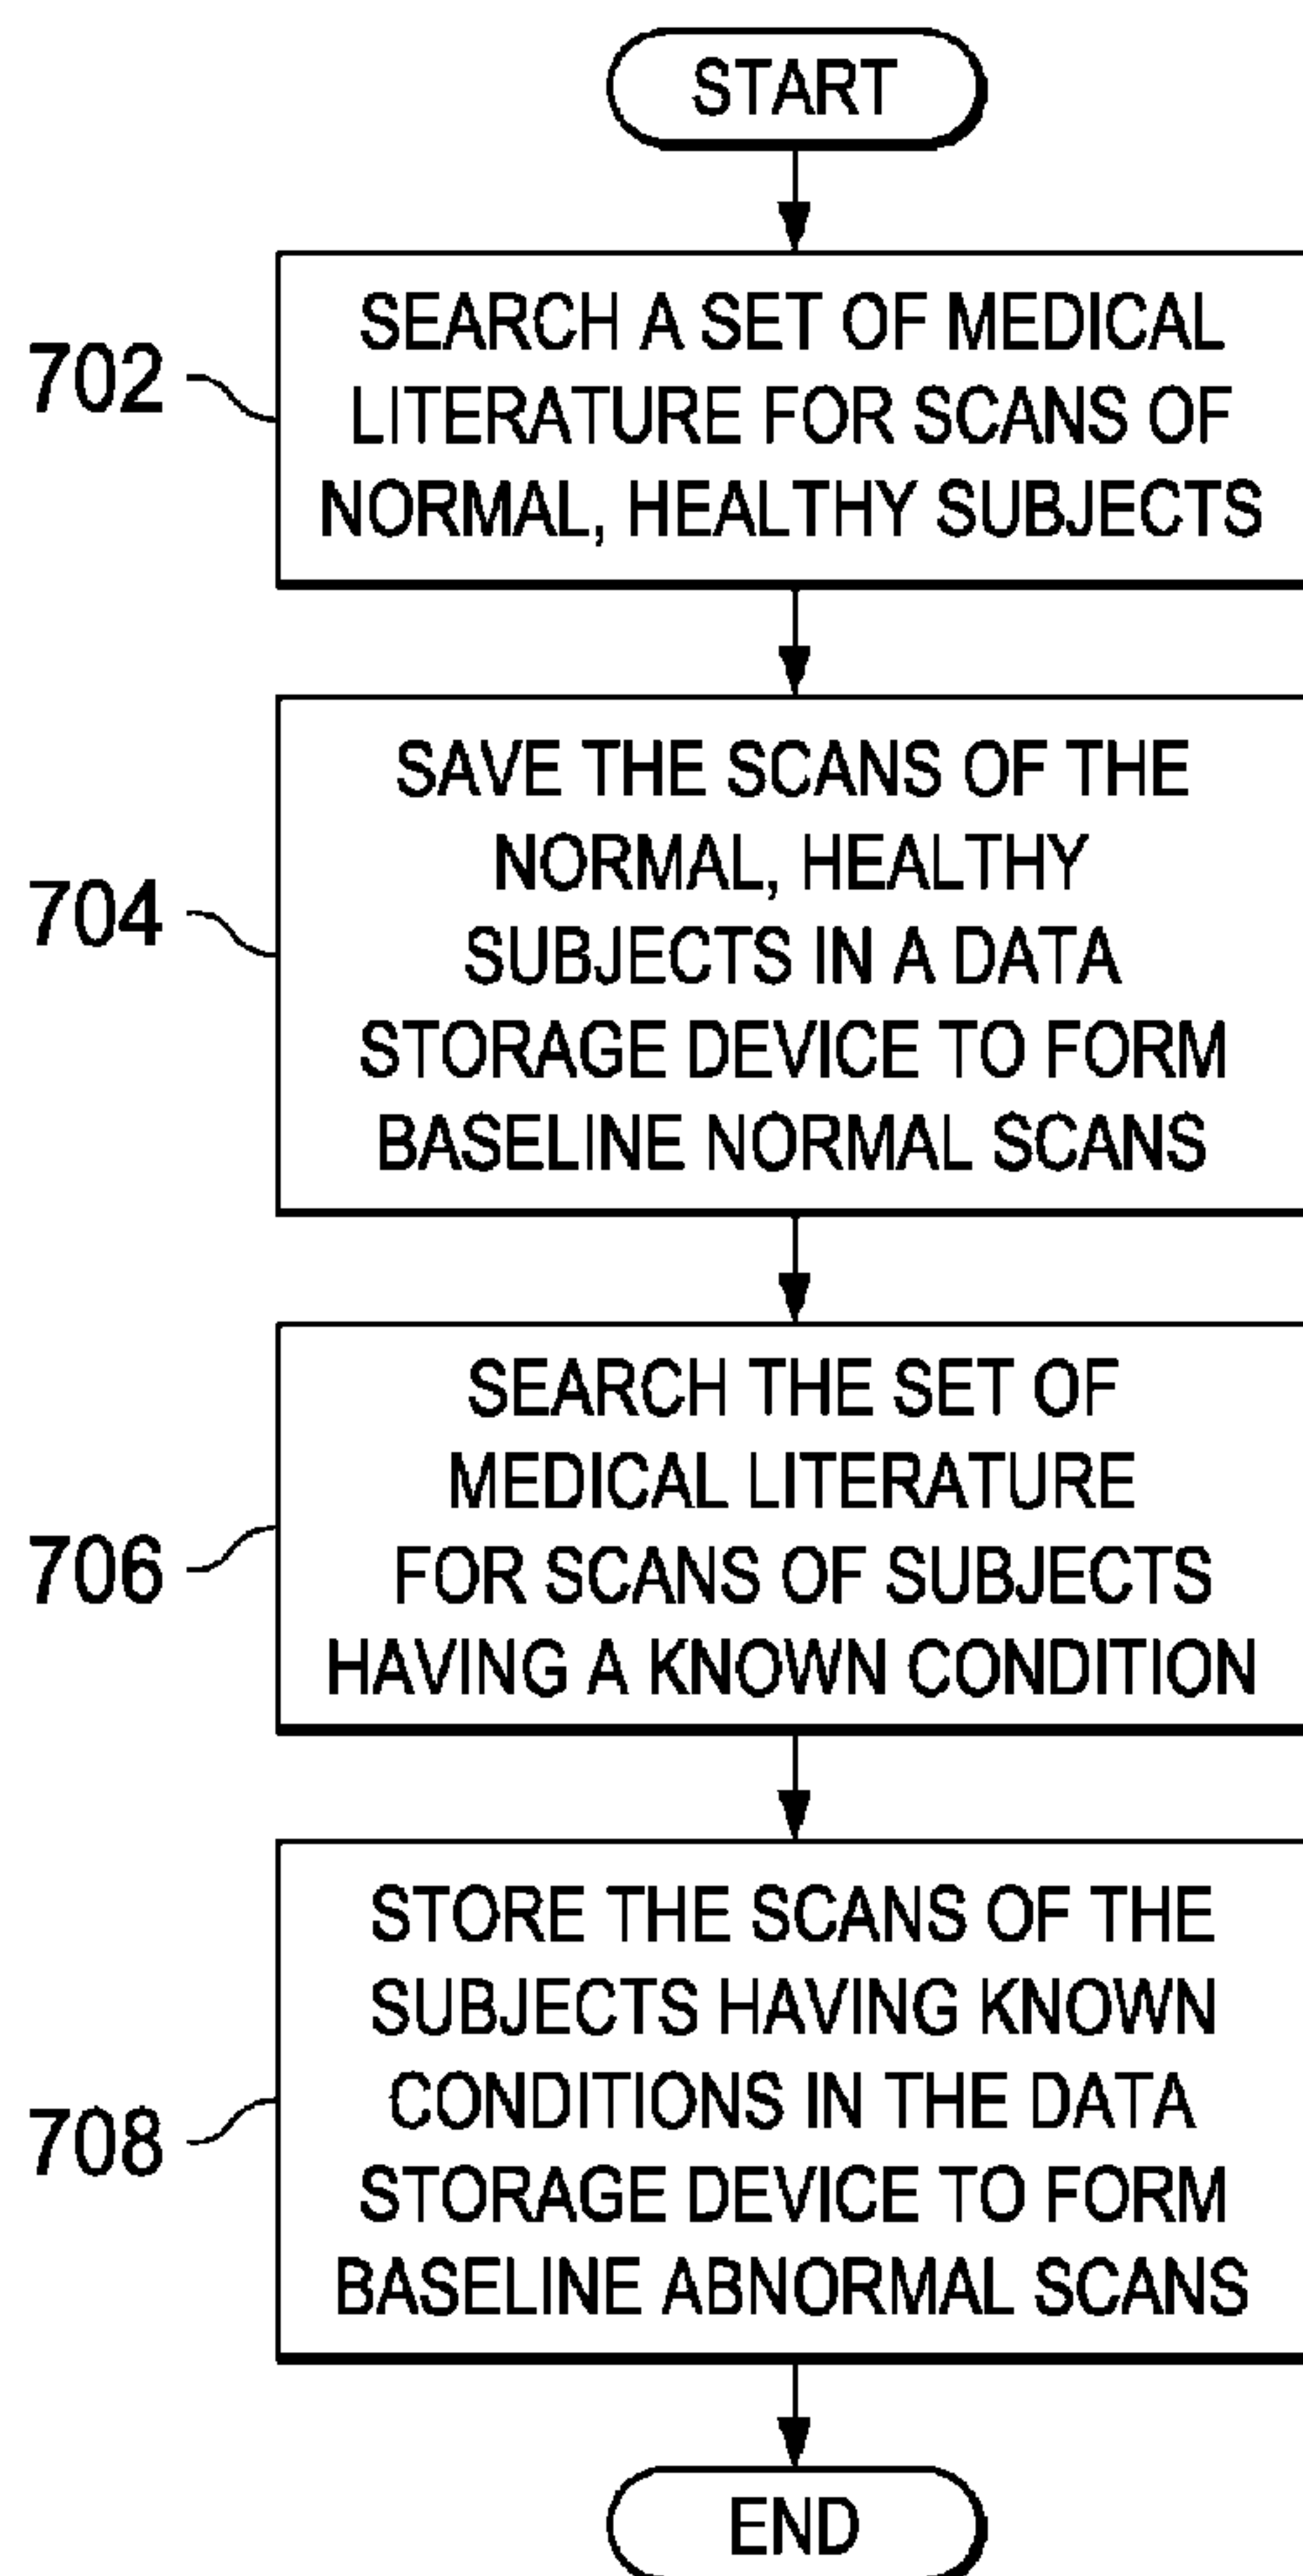 START
702
SEARCH A SET OF MEDICAL
LITERATURE FOR SCANS OF
NORMAL, HEALTHY SUBJECTS
704
SAVE THE SCANS OF THE
NORMAL, HEALTHY
SUBJECTS IN A DATA
STORAGE DEVICE TO FORM
BASELINE NORMAL SCANS
706
SEARCH THE SET OF
MEDICAL LITERATURE
FOR SCANS OF SUBJECTS
HAVING A KNOWN CONDITION
708
STORE THE SCANS OF THE
SUBJECTS HAVING KNOWN
CONDITIONS IN THE DATA
STORAGE DEVICE TO FORM
BASELINE ABNORMAL SCANS
END